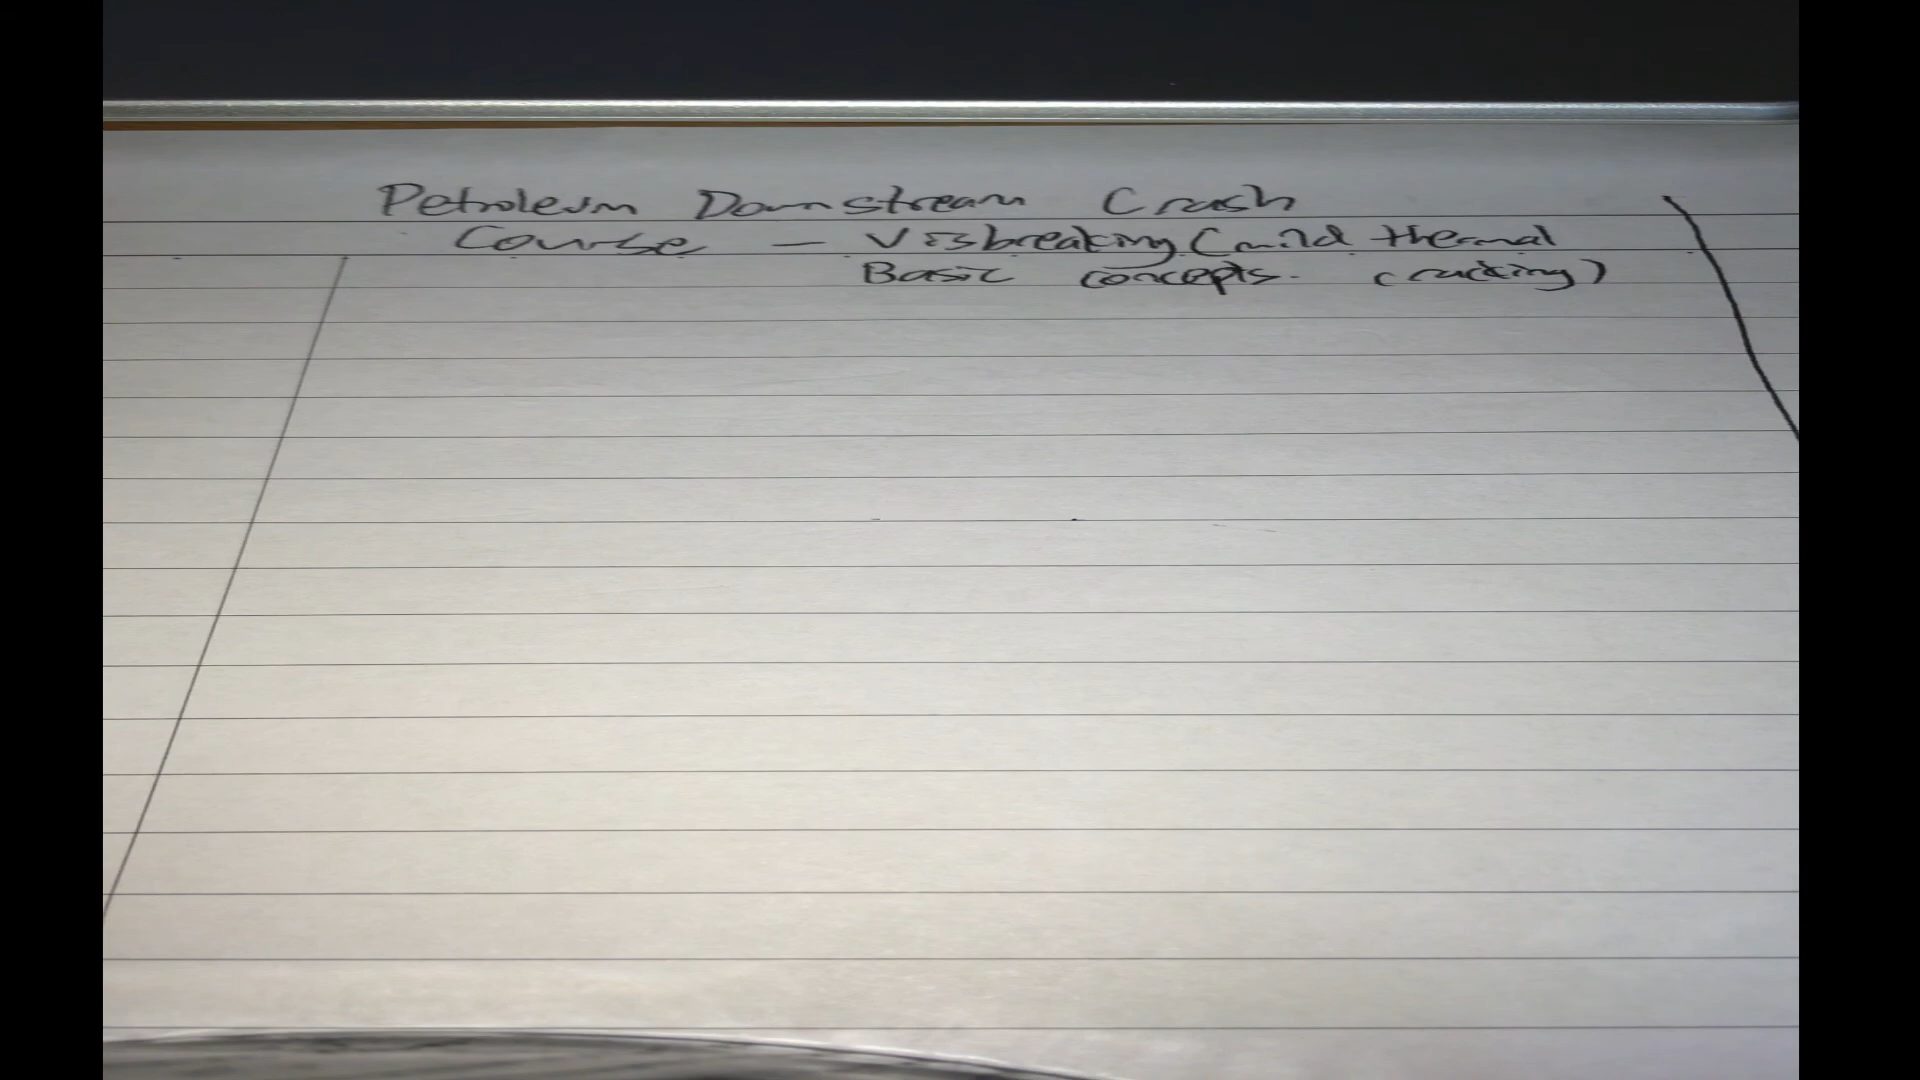 Petroleum Downstream Crash
Course - Visbreaking (mild thermal
Basic concepts. cracking)